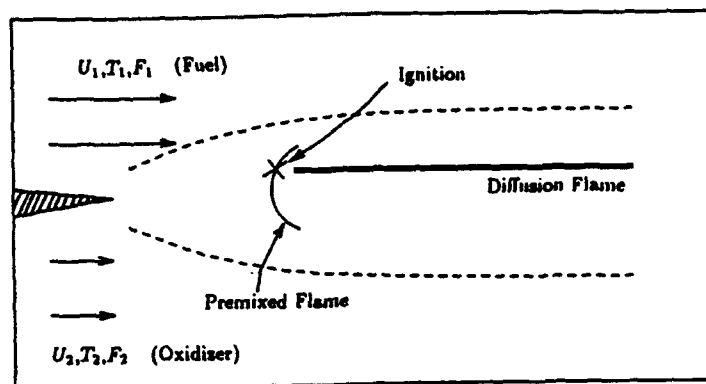 U₁,T₁,F₁ (Fuel)
Ignition
Diffusion Flame
Premixed Flame
U₂,T₂,F₂ (Oxidizer)